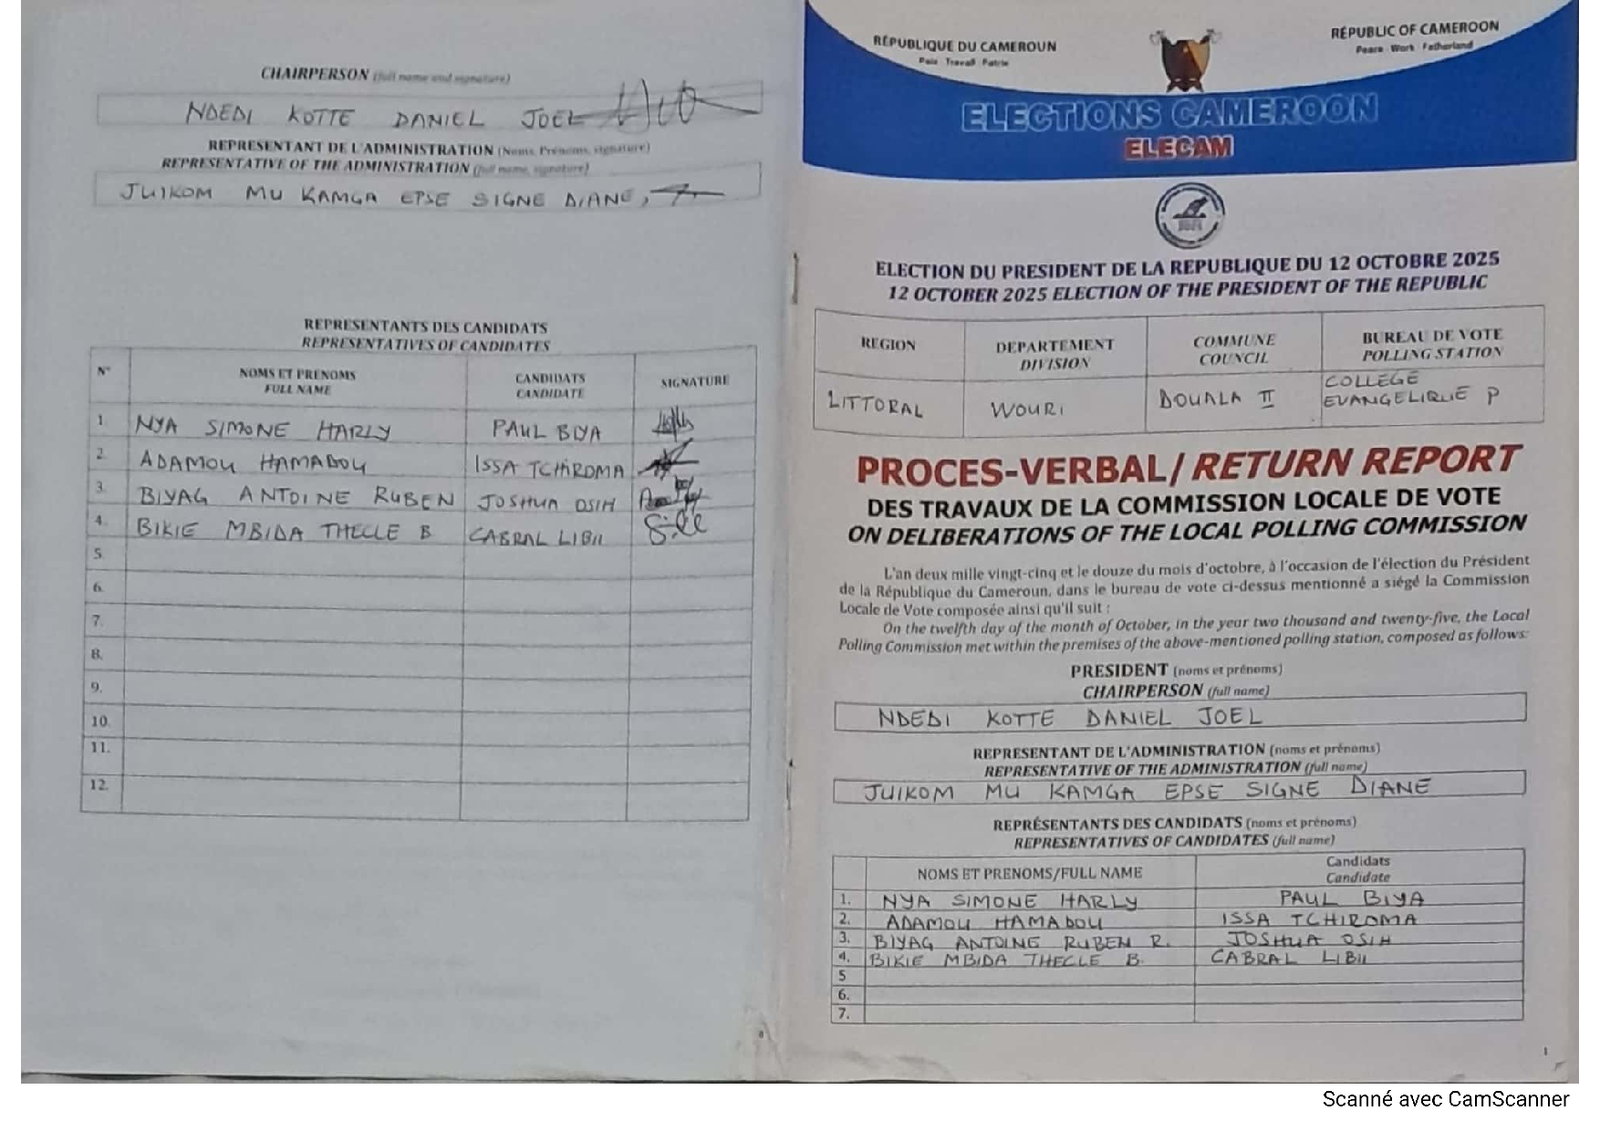 CHAIRPERSON (full name and signature)
NDEDI KOTTE DANIEL JOEL
REPRESENTANT DE L'ADMINISTRATION (Noms, Prénoms, signature)
REPRESENTATIVE OF THE ADMINISTRATION (full name, signature)
JUIKOM MU KAMGA EPSE SIGNE DIANE,
REPRESENTANTS DES CANDIDATS
REPRESENTATIVES OF CANDIDATES
N° NOMS ET PRENOMS FULL NAME CANDIDATS CANDIDATE SIGNATURE
1. NYA SIMONE HARLY PAUL BIYA
2. ADAMOU HAMADOU ISSA TCHIROMA
3. BIYAG ANTOINE RUBEN JOSHUA OSIH
4. BIKIE MBIDA THECLE B CABRAL LIBII
5.
6.
7.
8.
9.
10.
11.
12.
8
RÉPUBLIQUE DU CAMEROUN
Paix Travail Patrie
RÉPUBLIC OF CAMEROON
Peace Work Fatherland
ELECTIONS CAMEROON
ELECAM
ELECTION DU PRESIDENT DE LA REPUBLIQUE DU 12 OCTOBRE 2025
12 OCTOBER 2025 ELECTION OF THE PRESIDENT OF THE REPUBLIC
REGION DEPARTEMENT DIVISION COMMUNE COUNCIL BUREAU DE VOTE POLLING STATION
LITTORAL WOURI DOUALA II COLLEGE EVANGELIQUE P
PROCES-VERBAL/ RETURN REPORT
DES TRAVAUX DE LA COMMISSION LOCALE DE VOTE
ON DELIBERATIONS OF THE LOCAL POLLING COMMISSION
L'an deux mille vingt-cinq et le douze du mois d'octobre, à l'occasion de l'élection du Président
de la République du Cameroun, dans le bureau de vote ci-dessus mentionné a siégé la Commission
Locale de Vote composée ainsi qu'il suit :
On the twelfth day of the month of October, in the year two thousand and twenty-five, the Local
Polling Commission met within the premises of the above-mentioned polling station, composed as follows:
PRESIDENT (noms et prénoms)
CHAIRPERSON (full name)
NDEDI KOTTE DANIEL JOEL
REPRESENTANT DE L'ADMINISTRATION (noms et prénoms)
REPRESENTATIVE OF THE ADMINISTRATION (full name)
JUIKOM MU KAMGA EPSE SIGNE DIANE
REPRÉSENTANTS DES CANDIDATS (noms et prénoms)
REPRESENTATIVES OF CANDIDATES (full name)
NOMS ET PRENOMS/FULL NAME Candidats Candidate
1. NYA SIMONE HARLY PAUL BIYA
2. ADAMOU HAMADOU ISSA TCHIROMA
3. BIYAG ANTOINE RUBEN R. JOSHUA OSIH
4. BIKIE MBIDA THECLE B. CABRAL LIBII
5
6.
7.
1
Scanné avec CamScanner